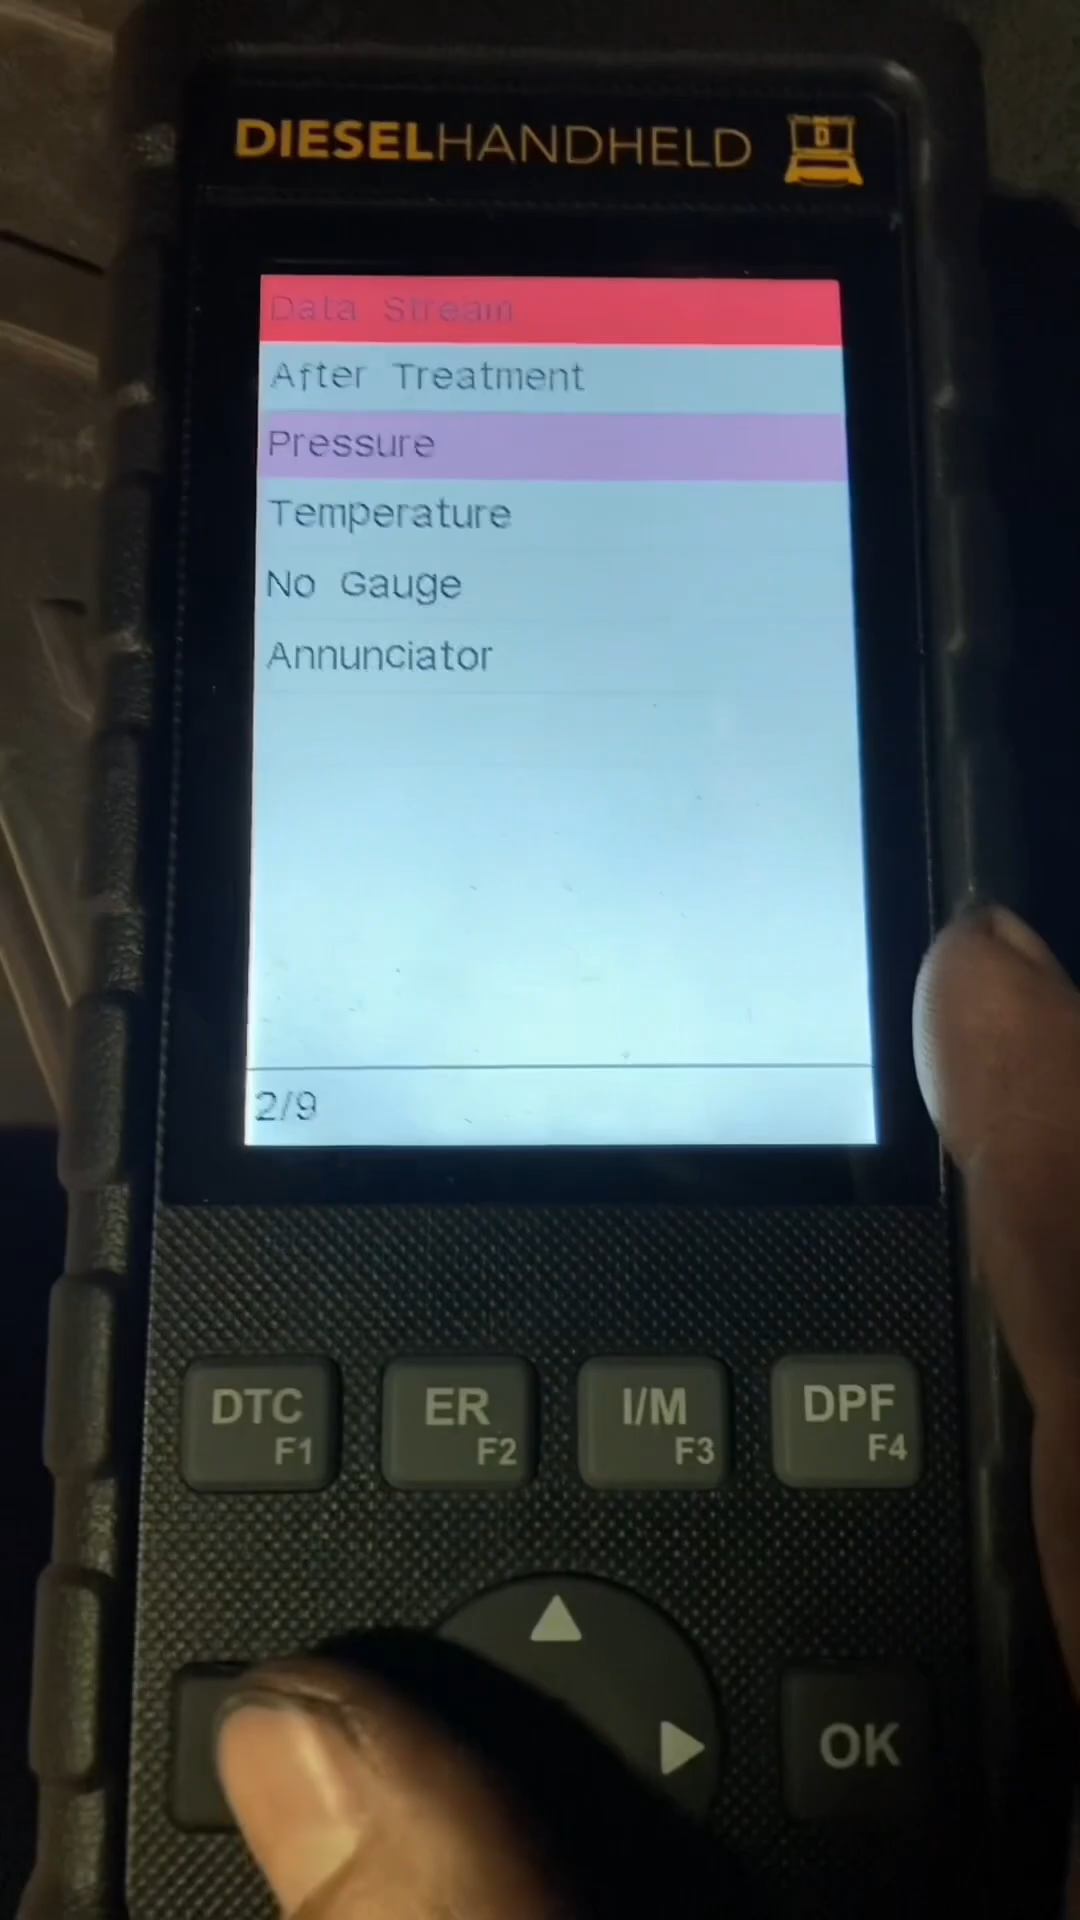 DIESELHANDHELD
Data Stream
After Treatment
Pressure
Temperature
No Gauge
Annunciator
2/9
DTC F1
ER F2
I/M F3
DPF F4
OK